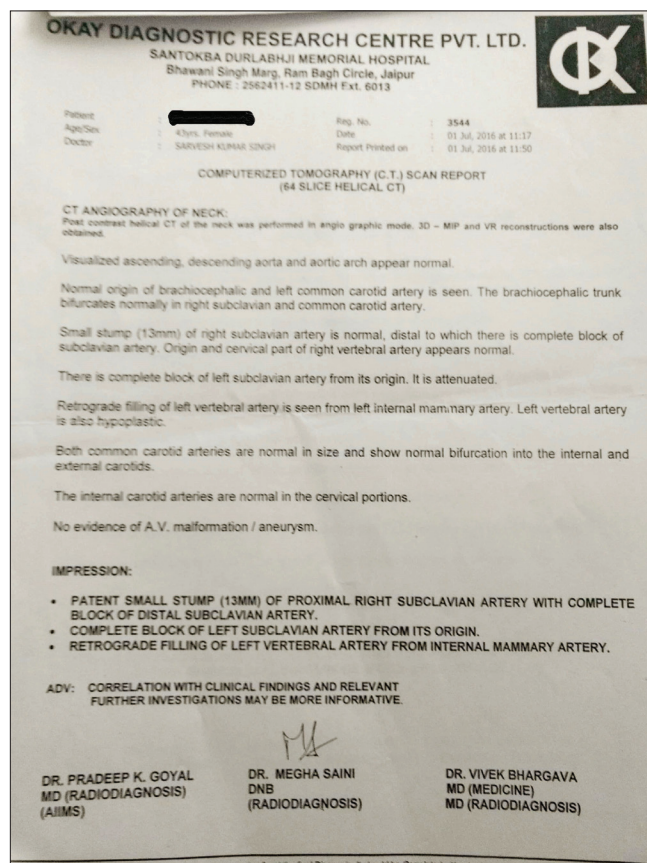 OKAY DIAGNOSTIC RESEARCH CENTRE PVT. LTD.
SANTOKBA DURLABHJI MEMORIAL HOSPITAL
Bhawani Singh Marg, Ram Bagh Circle, Jaipur
PHONE : 2562411-12 SDMH Ext. 6013
Patient : Reg. No. : 3544
Age/Sex : 43yrs. Female Date : 01 Jul, 2016 at 11:17
Doctor : SARVESH KUMAR SINGH Report Printed on : 01 Jul, 2016 at 11:50
COMPUTERIZED TOMOGRAPHY (C.T.) SCAN REPORT
(64 SLICE HELICAL CT)
CT ANGIOGRAPHY OF NECK:
Post contrast helical CT of the neck was performed in angio graphic mode. 3D – MIP and VR reconstructions were also
obtained.
Visualized ascending, descending aorta and aortic arch appear normal.
Normal origin of brachiocephalic and left common carotid artery is seen. The brachiocephalic trunk
bifurcates normally in right subclavian and common carotid artery.
Small stump (13mm) of right subclavian artery is normal, distal to which there is complete block of
subclavian artery. Origin and cervical part of right vertebral artery appears normal.
There is complete block of left subclavian artery from its origin. It is attenuated.
Retrograde filling of left vertebral artery is seen from left internal mammary artery. Left vertebral artery
is also hypoplastic.
Both common carotid arteries are normal in size and show normal bifurcation into the internal and
external carotids.
The internal carotid arteries are normal in the cervical portions.
No evidence of A.V. malformation / aneurysm.
IMPRESSION:
• PATENT SMALL STUMP (13MM) OF PROXIMAL RIGHT SUBCLAVIAN ARTERY WITH COMPLETE
BLOCK OF DISTAL SUBCLAVIAN ARTERY.
• COMPLETE BLOCK OF LEFT SUBCLAVIAN ARTERY FROM ITS ORIGIN.
• RETROGRADE FILLING OF LEFT VERTEBRAL ARTERY FROM INTERNAL MAMMARY ARTERY.
ADV: CORRELATION WITH CLINICAL FINDINGS AND RELEVANT
FURTHER INVESTIGATIONS MAY BE MORE INFORMATIVE.
DR. PRADEEP K. GOYAL DR. MEGHA SAINI DR. VIVEK BHARGAVA
MD (RADIODIAGNOSIS) DNB MD (MEDICINE)
(AIIMS) (RADIODIAGNOSIS) MD (RADIODIAGNOSIS)